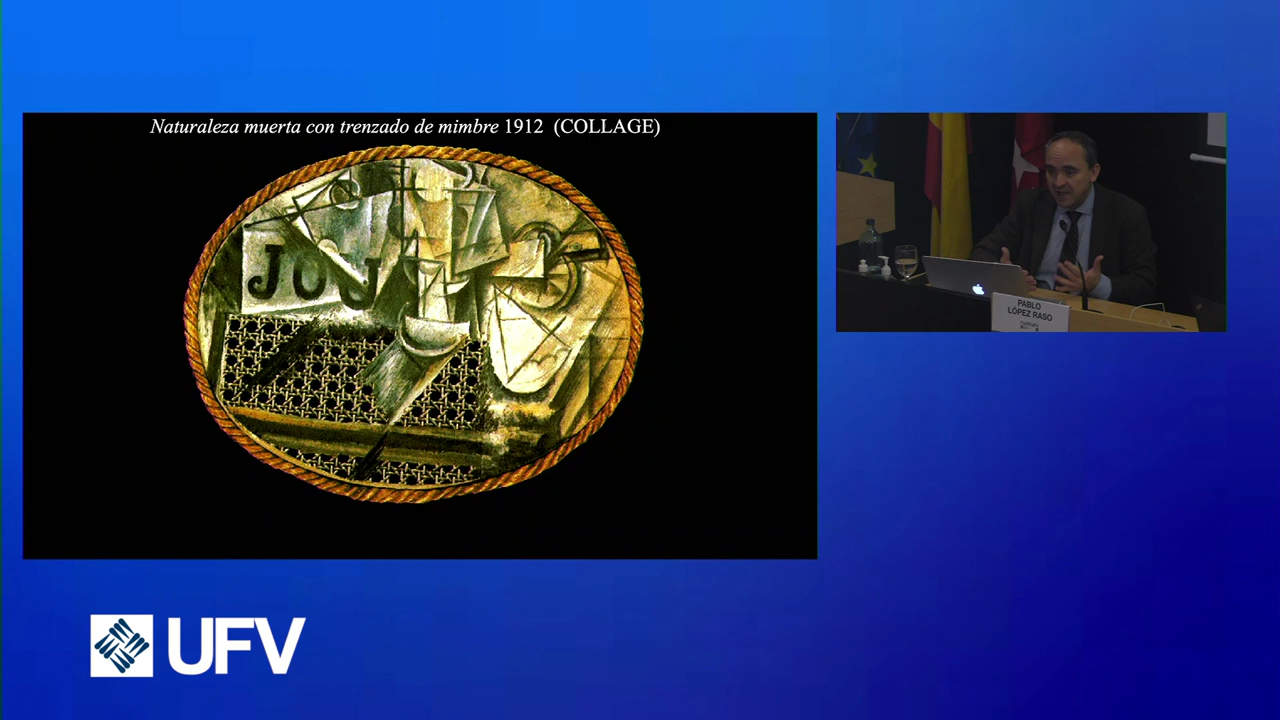 Naturaleza muerta con trenzado de mimbre 1912 (COLLAGE)
JOU
PABLO
LÓPEZ RASO
UFV